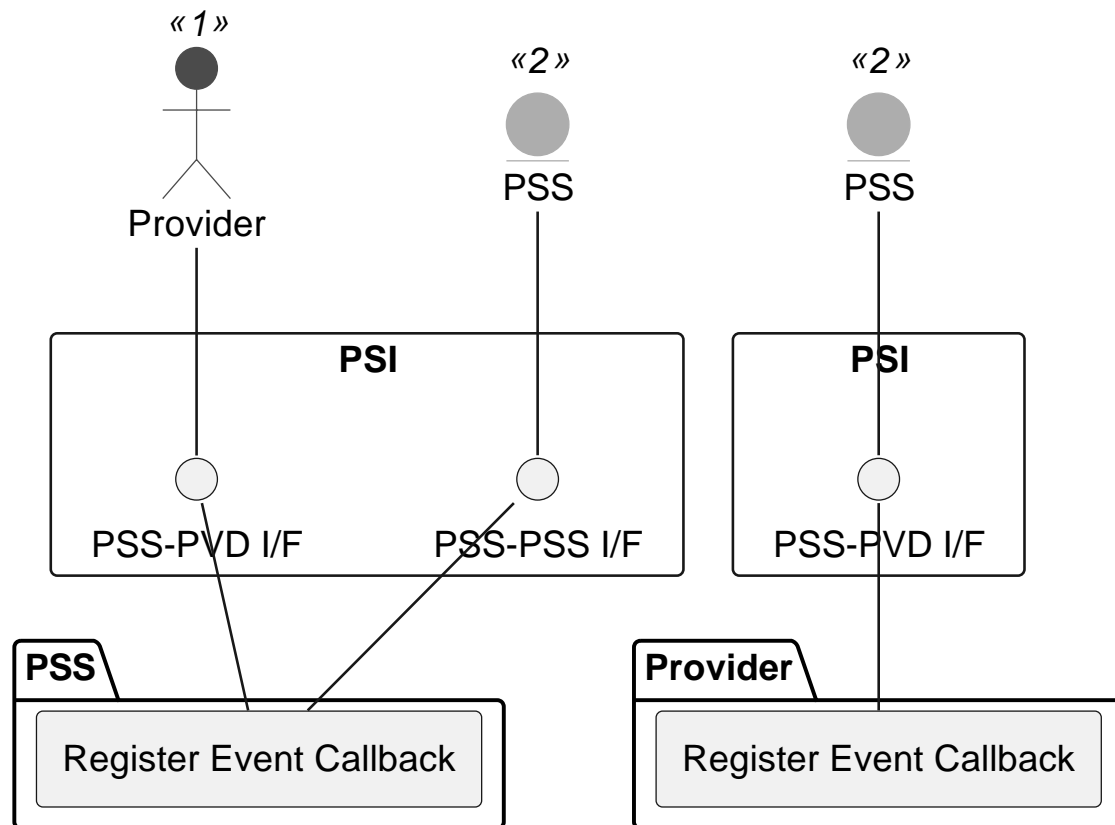 «1»
«2»
«2»
Provider
PSS
PSS
PSI
PSI
PSS-PVD I/F
PSS-PSS I/F
PSS-PVD I/F
PSS
Provider
Register Event Callback
Register Event Callback